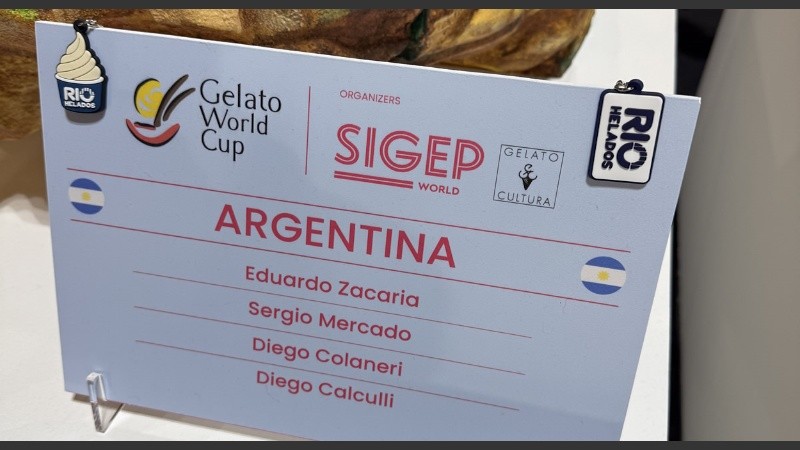 RIO
HELADOS
Gelato
World
Cup
ORGANIZERS
SIGEP
WORLD
GELATO
&
CULTURA
RIO
HELADOS
ARGENTINA
Eduardo Zacaria
Sergio Mercado
Diego Colaneri
Diego Calculli